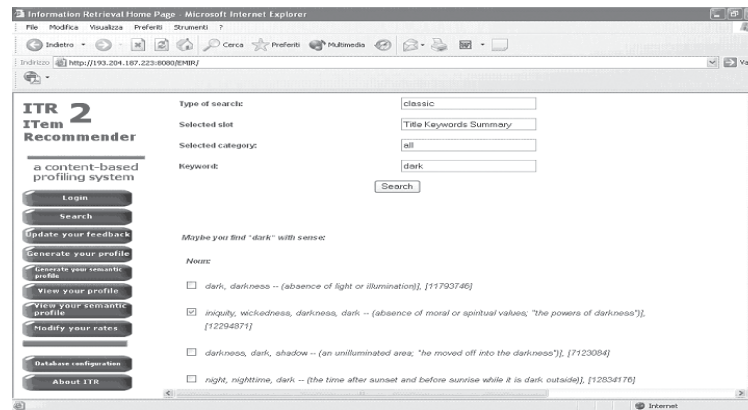 Information Retrieval Home Page - Microsoft Internet Explorer
File Modifica Visualizza Preferiti Strumenti ?
Indietro Cerca Preferiti Multimedia
Indirizzo http://193.204.187.223:8080/EMIR/ Va
ITR 2
ITem
Recommender
a content-based
profiling system
Login
Search
Update your feedback
Generate your profile
Generate your semantic
profile
View your profile
View your semantic
profile
Modify your rates
Database configuration
About ITR
Type of search: classic
Selected slot Title Keywords Summary
Selected category: all
Keyword: dark
Search
Maybe you find "dark" with sense:
Noun:
dark, darkness -- (absence of light or illumination)], [11793746]
iniquity, wickedness, darkness, dark -- (absence of moral or spiritual values; "the powers of darkness")],
[12294871]
darkness, dark, shadow -- (an unilluminated area; "he moved off into the darkness")], [7123084]
night, nighttime, dark -- (the time after sunset and before sunrise while it is dark outside)], [12834176]
Internet